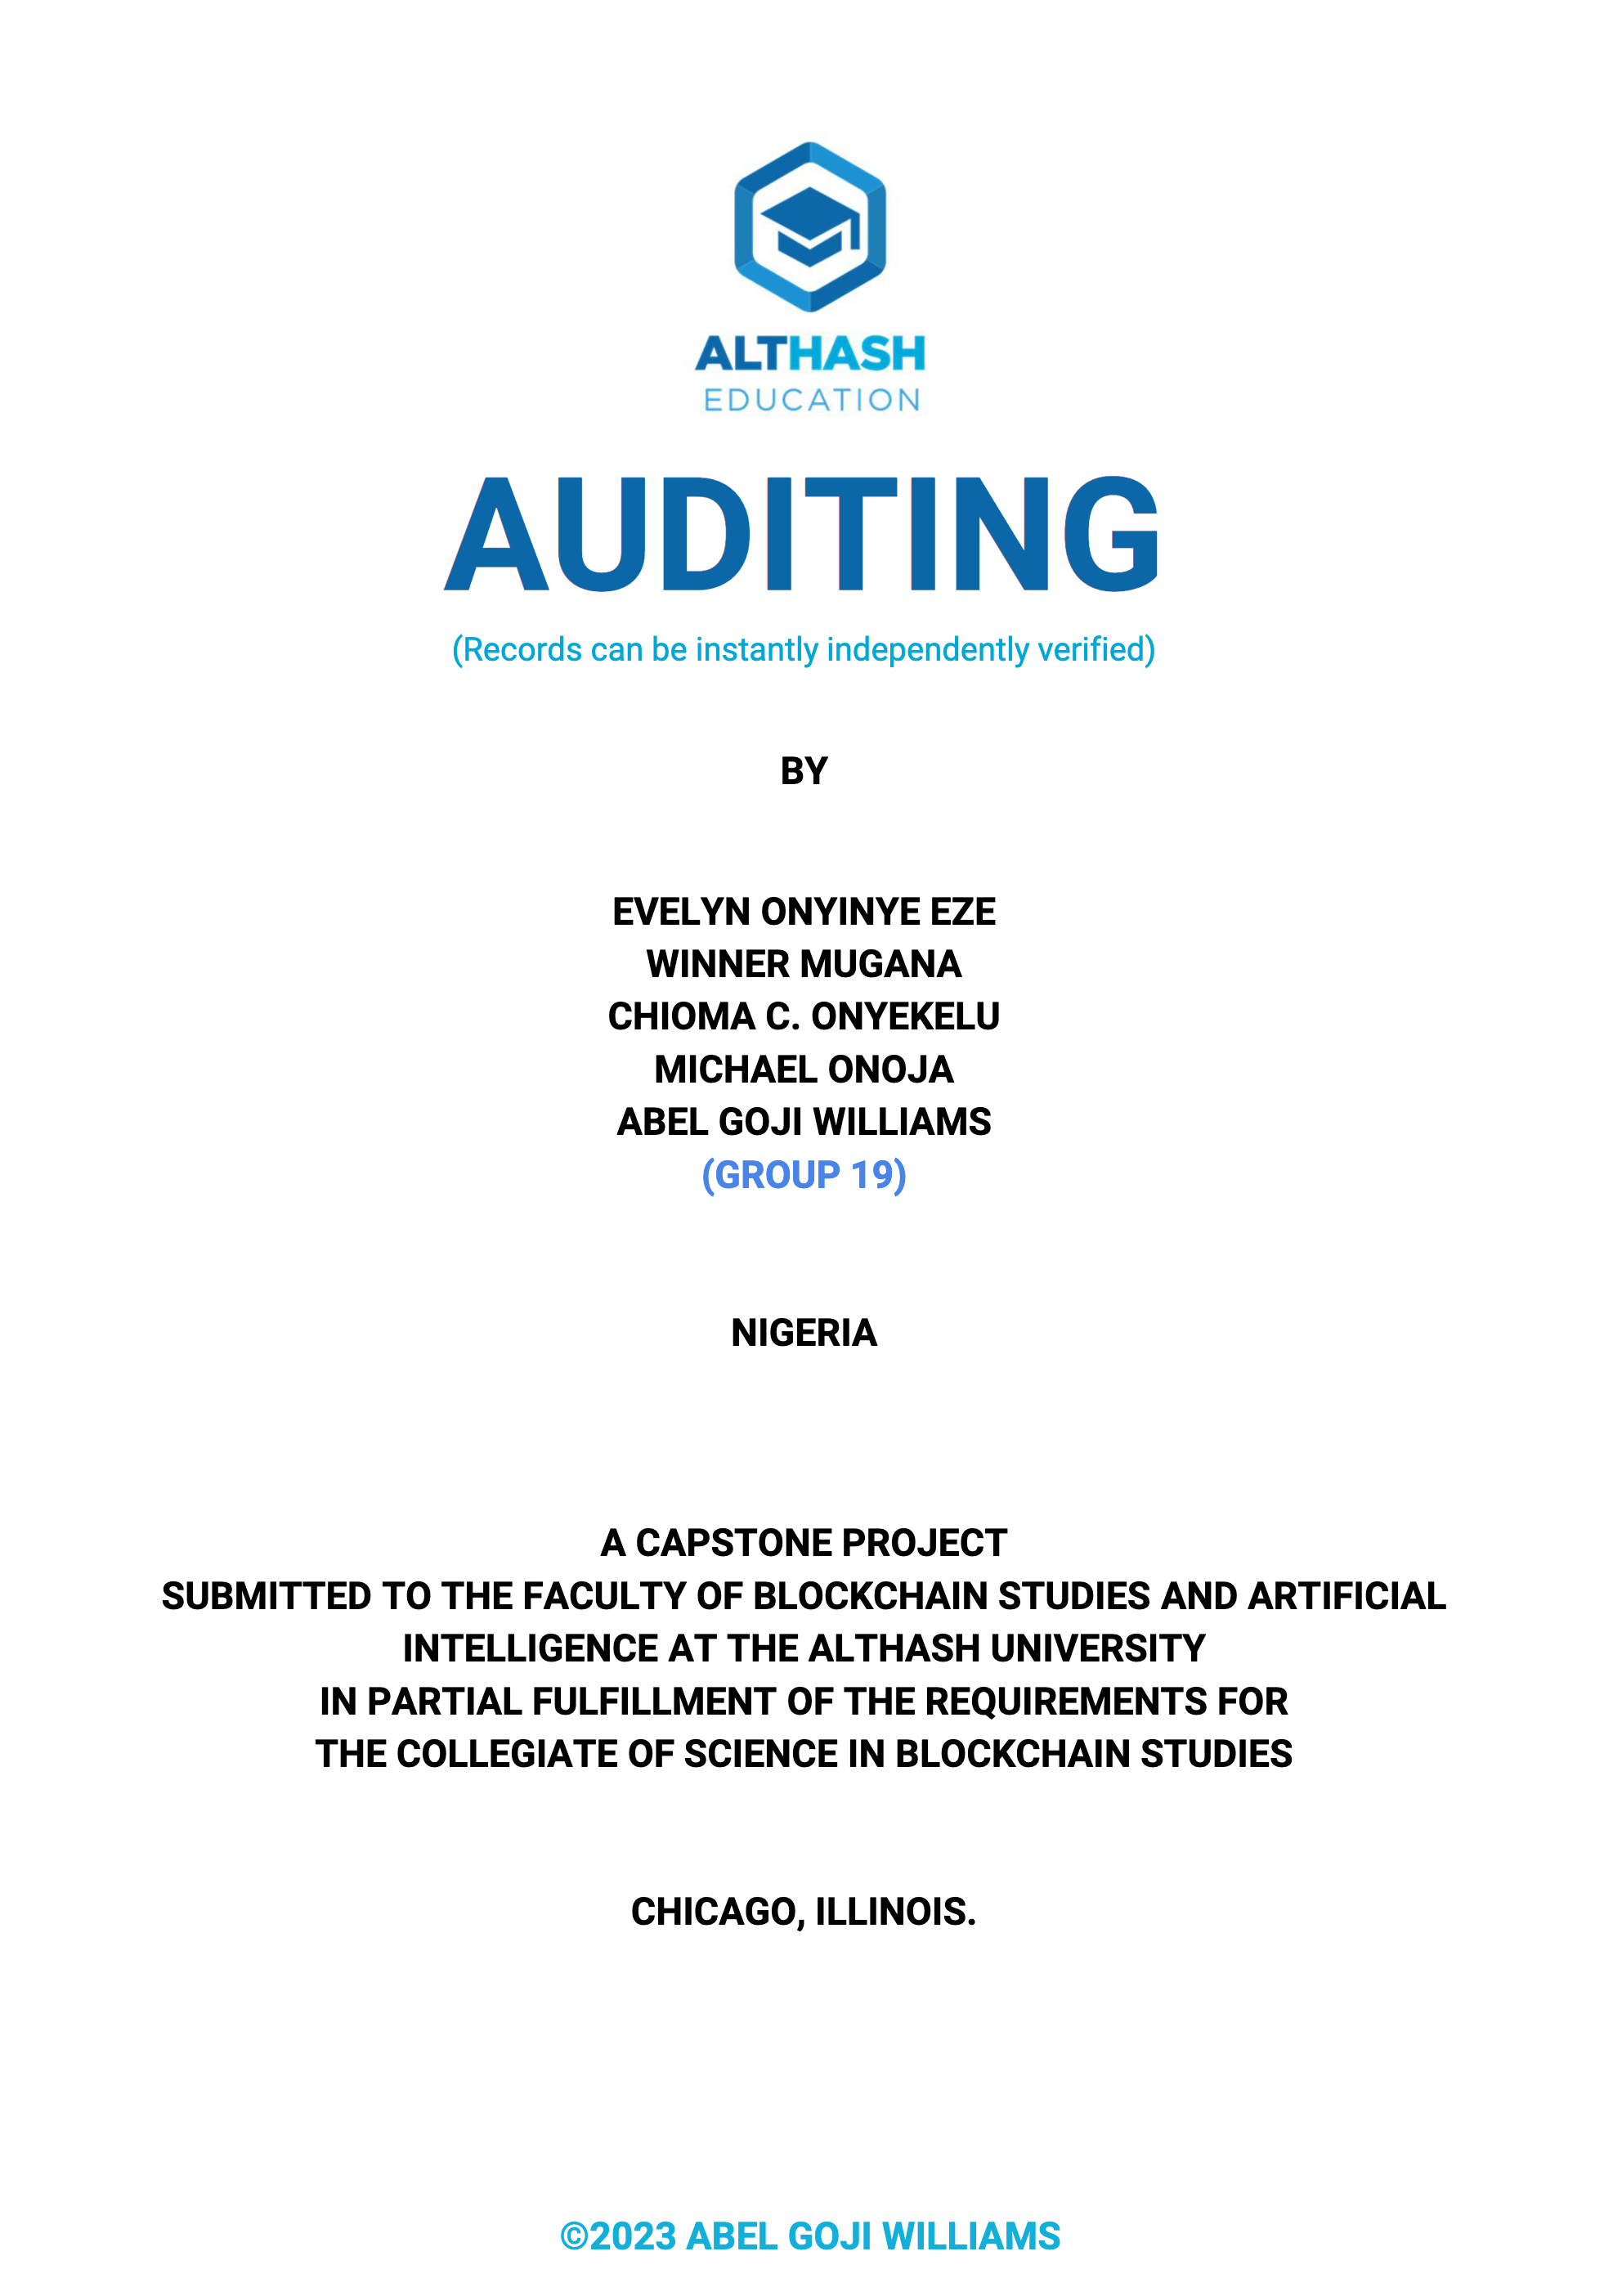 ALTHASH
EDUCATION
AUDITING
(Records can be instantly independently verified)
BY
EVELYN ONYINYE EZE
WINNER MUGANA
CHIOMA C. ONYEKELU
MICHAEL ONOJA
ABEL GOJI WILLIAMS
(GROUP 19)
NIGERIA
A CAPSTONE PROJECT
SUBMITTED TO THE FACULTY OF BLOCKCHAIN STUDIES AND ARTIFICIAL
INTELLIGENCE AT THE ALTHASH UNIVERSITY
IN PARTIAL FULFILLMENT OF THE REQUIREMENTS FOR
THE COLLEGIATE OF SCIENCE IN BLOCKCHAIN STUDIES
CHICAGO, ILLINOIS.
©2023 ABEL GOJI WILLIAMS